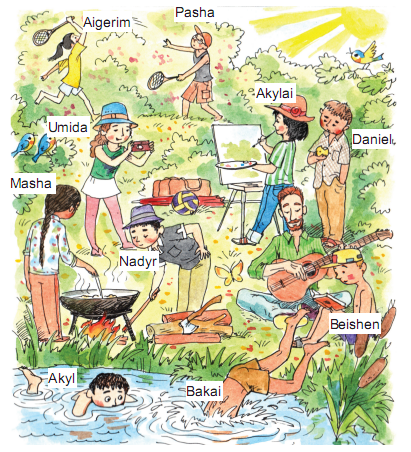 Pasha
Aigerim
Akylai
Umida
Daniel
Masha
Nadyr
Beishen
Akyl
Bakai